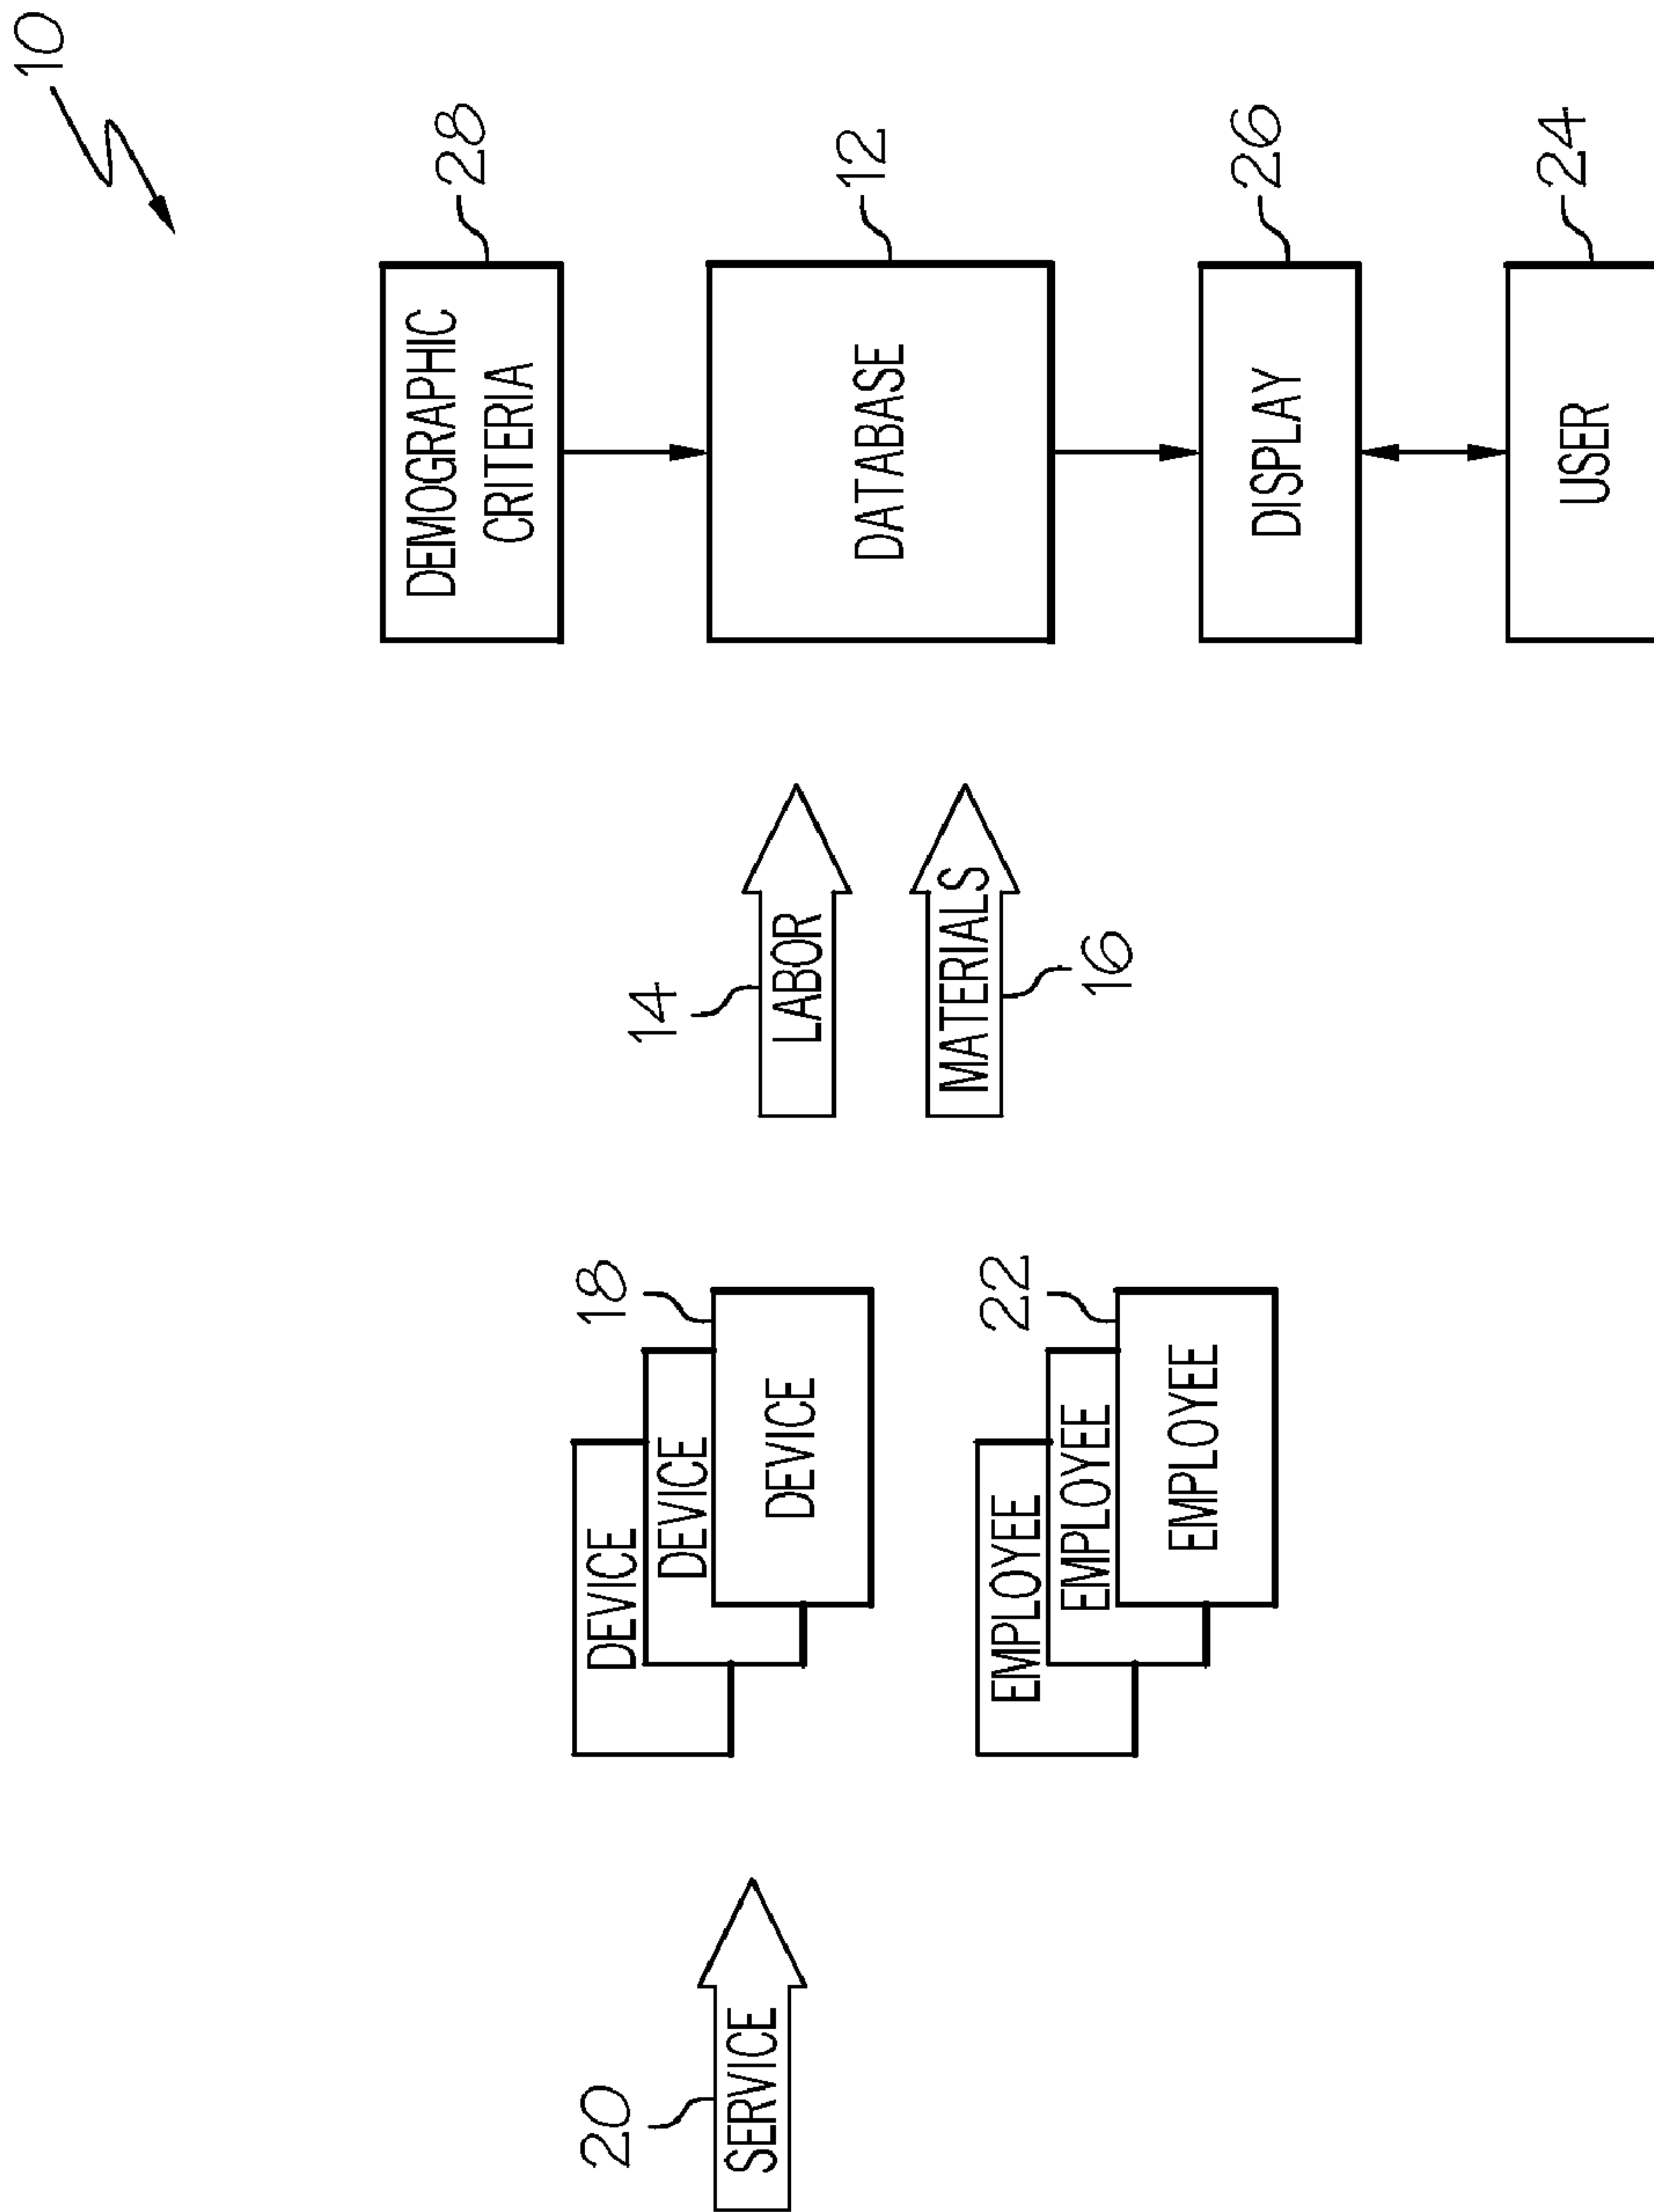 10
DEMOGRAPHIC
CRITERIA
28
DATABASE
12
DISPLAY
26
USER
24
14
LABOR
MATERIALS
16
18
DEVICE
DEVICE
DEVICE
22
EMPLOYEE
EMPLOYEE
EMPLOYEE
20
SERVICE